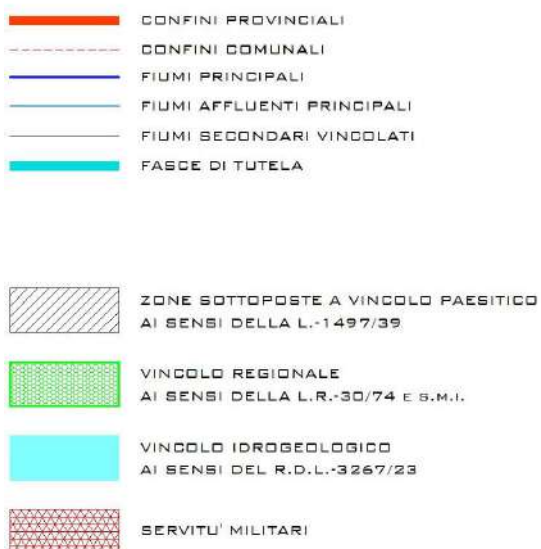 CONFINI PROVINCIALI
CONFINI COMUNALI
FIUMI PRINCIPALI
FIUMI AFFLUENTI PRINCIPALI
FIUMI SECONDARI VINCOLATI
FASCE DI TUTELA
ZONE SOTTOPOSTE A VINCOLO PAESITICO
AI SENSI DELLA L.-1497/39
VINCOLO REGIONALE
AI SENSI DELLA L.R.-30/74 E S.M.I.
VINCOLO IDROGEOLOGICO
AI SENSI DEL R.D.L.-3267/23
SERVITU' MILITARI